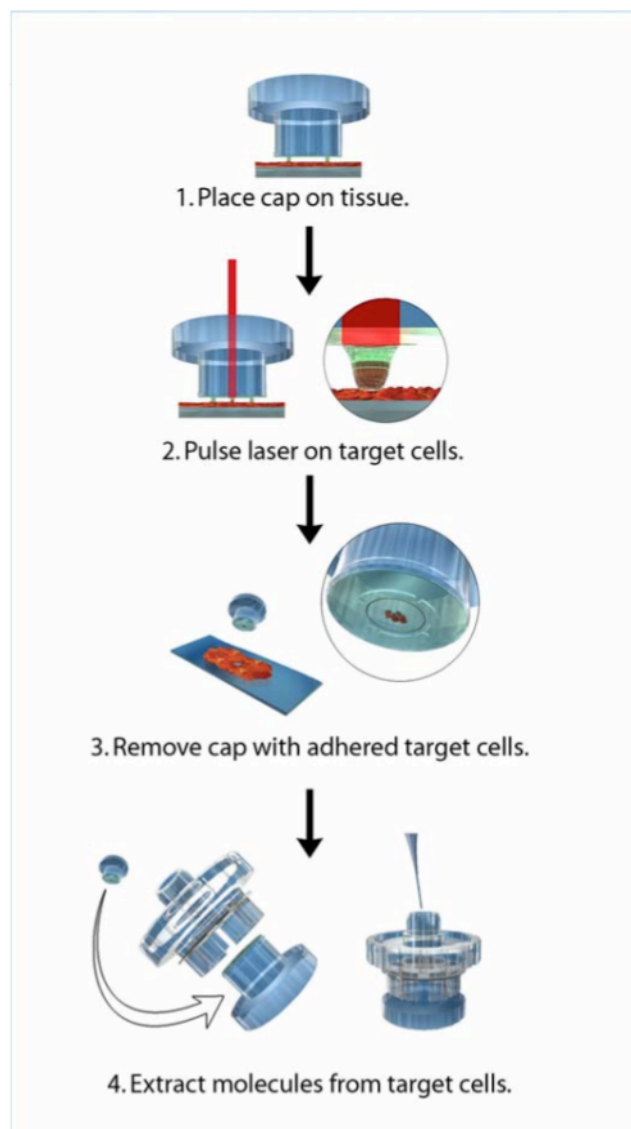 1. Place cap on tissue.
2. Pulse laser on target cells.
3. Remove cap with adhered target cells.
4. Extract molecules from target cells.